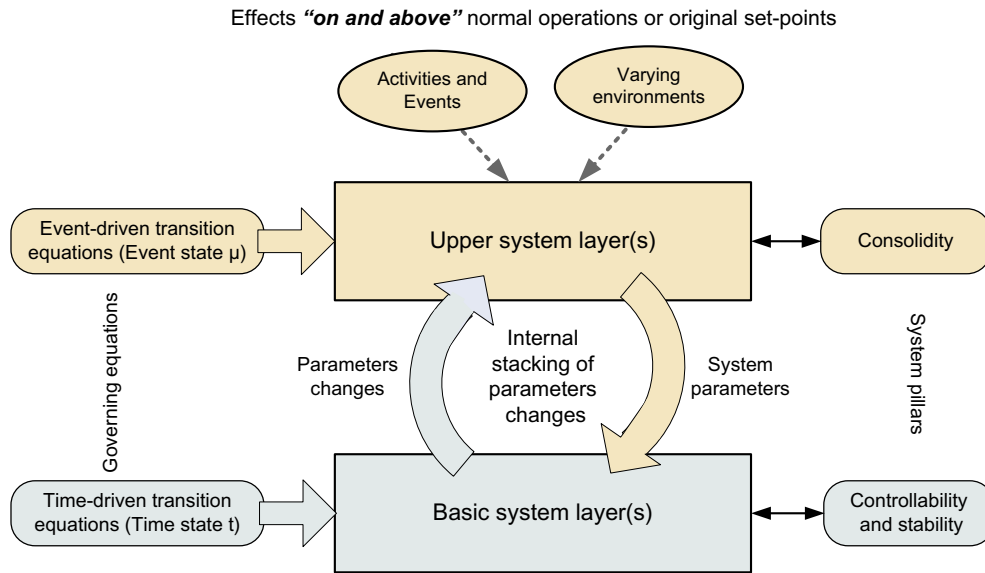 Effects "on and above" normal operations or original set-points
Activities and
Events
Varying
environments
Event-driven transition
equations (Event state μ)
Upper system layer(s)
Consolidity
Governing equations
Parameters
changes
Internal
stacking of
parameters
changes
System
parameters
System pillars
Time-driven transition
equations (Time state t)
Basic system layer(s)
Controllability
and stability